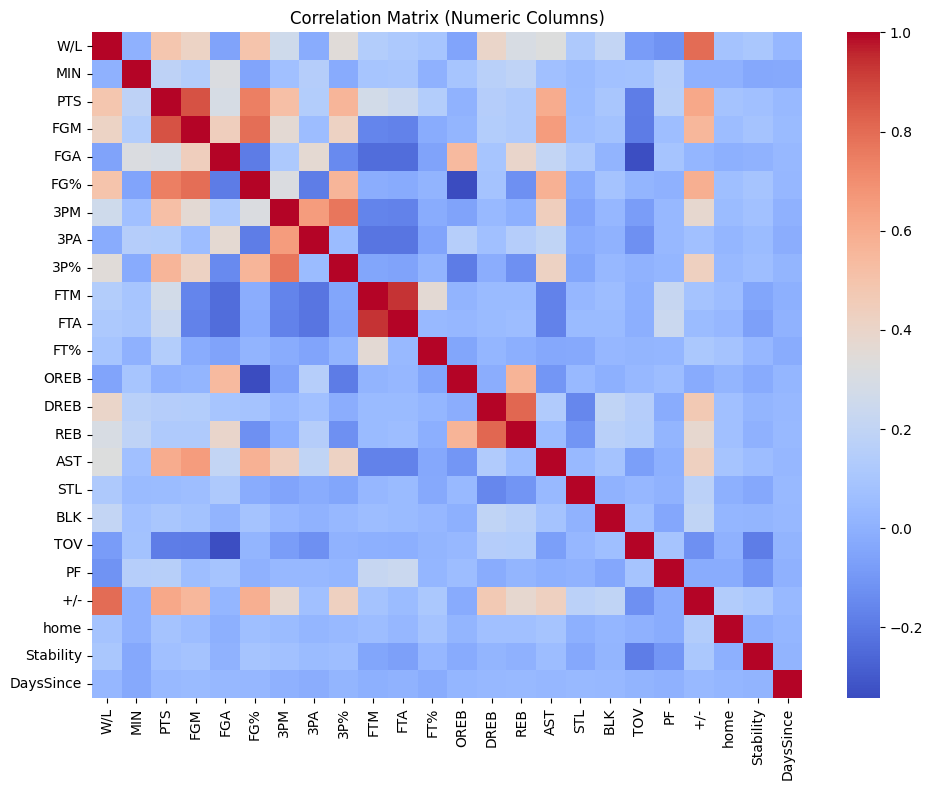 Correlation Matrix (Numeric Columns)
W/L
MIN
PTS
FGM
FGA
FG%
3PM
3PA
3P%
FTM
FTA
FT%
OREB
DREB
REB
AST
STL
BLK
TOV
PF
+/-
home
Stability
DaysSince
W/L
MIN
PTS
FGM
FGA
FG%
3PM
3PA
3P%
FTM
FTA
FT%
OREB
DREB
REB
AST
STL
BLK
TOV
PF
+/-
home
Stability
DaysSince
1.0
0.8
0.6
0.4
0.2
0.0
−0.2